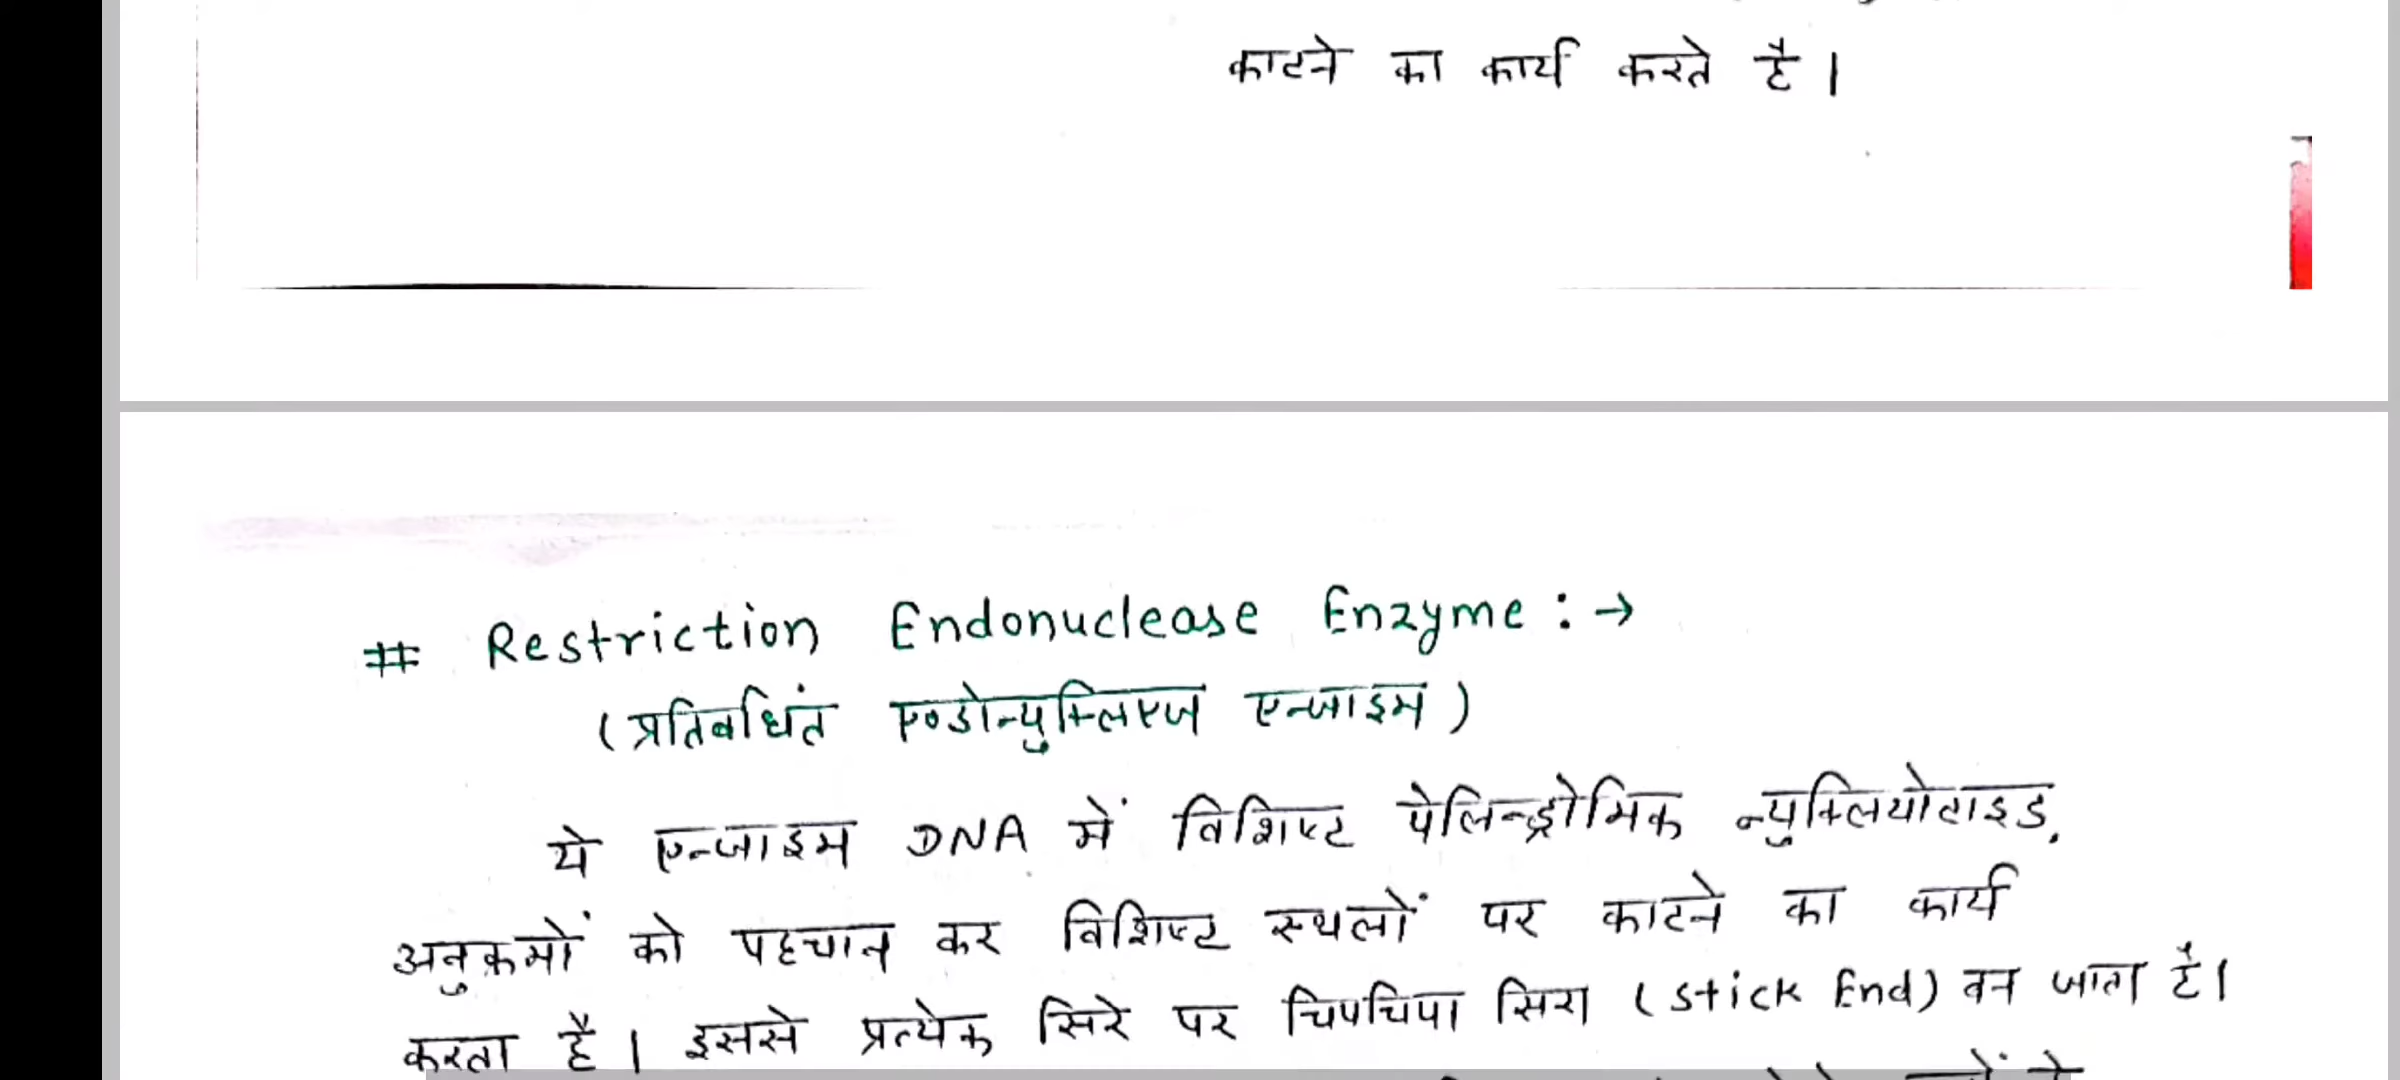 काटने का कार्य करते है।
# Restriction Endonuclease Enzyme : →
(प्रतिबधिंत एण्डोन्युक्लिएज एन्जाइम)
ये एन्जाइम DNA में विशिष्ट पेलिन्ड्रोमिक न्युक्लियोटाइड,
अनुक्रमों को पहचान कर विशिष्ट स्थलों पर काटने का कार्य
करता है । इससे प्रत्येक सिरे पर चिपचिपा सिरा (Stick End) बन जाता है।